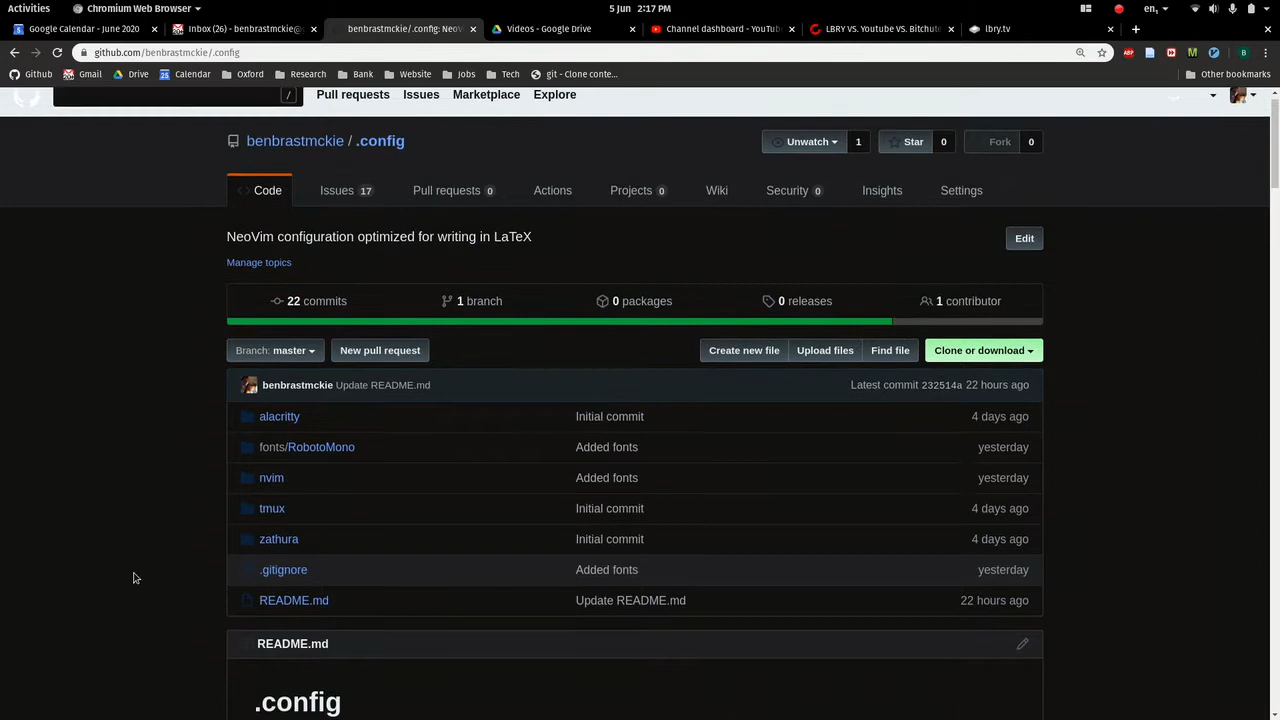 Activities Chromium Web Browser 5 Jun 2:17 PM en₁
Google Calendar - June 2020 Inbox (26) - benbrastmckie@ benbrastmckie/.config: NeoV Videos - Google Drive Channel dashboard - YouTu LBRY VS. Youtube VS. Bitchut lbry.tv
github.com/benbrastmckie/.config
Github Gmail Drive Calendar Oxford Research Bank Website Jobs Tech git - Clone conte... Other bookmarks
/ Pull requests Issues Marketplace Explore
benbrastmckie / .config Unwatch 1 Star 0 Fork 0
Code Issues 17 Pull requests 0 Actions Projects 0 Wiki Security 0 Insights Settings
NeoVim configuration optimized for writing in LaTeX Edit
Manage topics
22 commits 1 branch 0 packages 0 releases 1 contributor
Branch: master New pull request Create new file Upload files Find file Clone or download
benbrastmckie Update README.md Latest commit 232514a 22 hours ago
alacritty Initial commit 4 days ago
fonts/RobotoMono Added fonts yesterday
nvim Added fonts yesterday
tmux Initial commit 4 days ago
zathura Initial commit 4 days ago
.gitignore Added fonts yesterday
README.md Update README.md 22 hours ago
README.md
.config